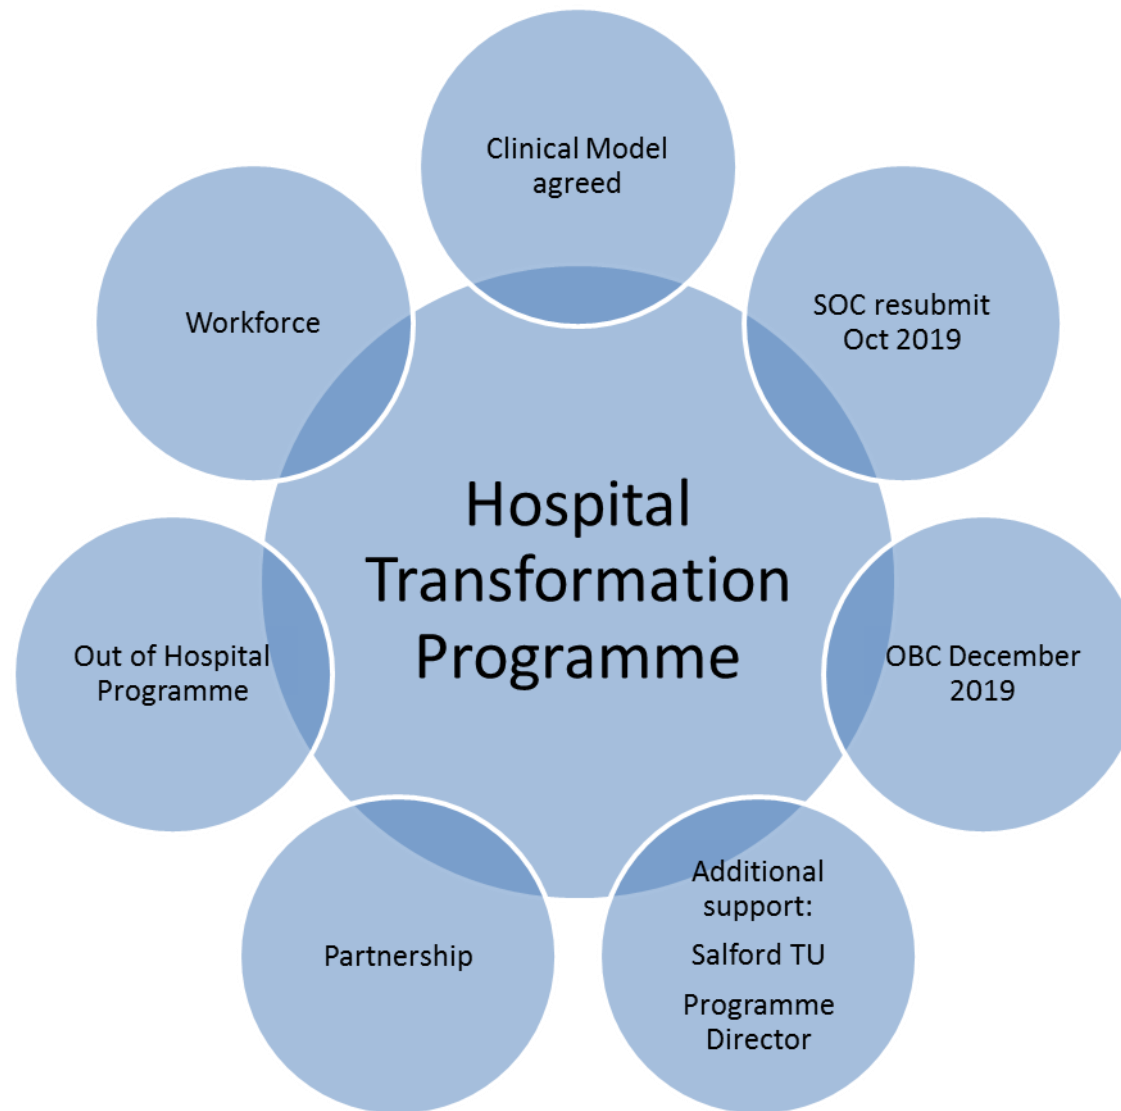 Clinical Model
agreed
SOC resubmit
Oct 2019
OBC December
2019
Additional
support:
Salford TU
Programme
Director
Partnership
Out of Hospital
Programme
Workforce
Hospital
Transformation
Programme